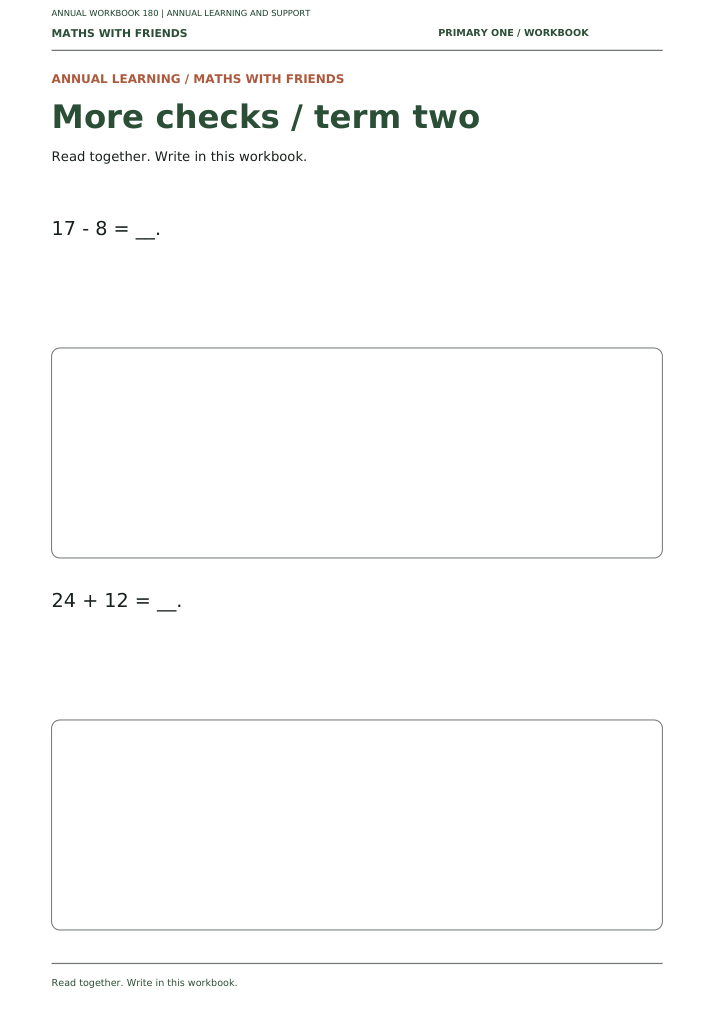 ANNUAL WORKBOOK 180 | ANNUAL LEARNING AND SUPPORT
MATHS WITH FRIENDS
PRIMARY ONE / WORKBOOK
ANNUAL LEARNING / MATHS WITH FRIENDS
More checks / term two
Read together. Write in this workbook.
17 - 8 = __.
24 + 12 = __.
Read together. Write in this workbook.